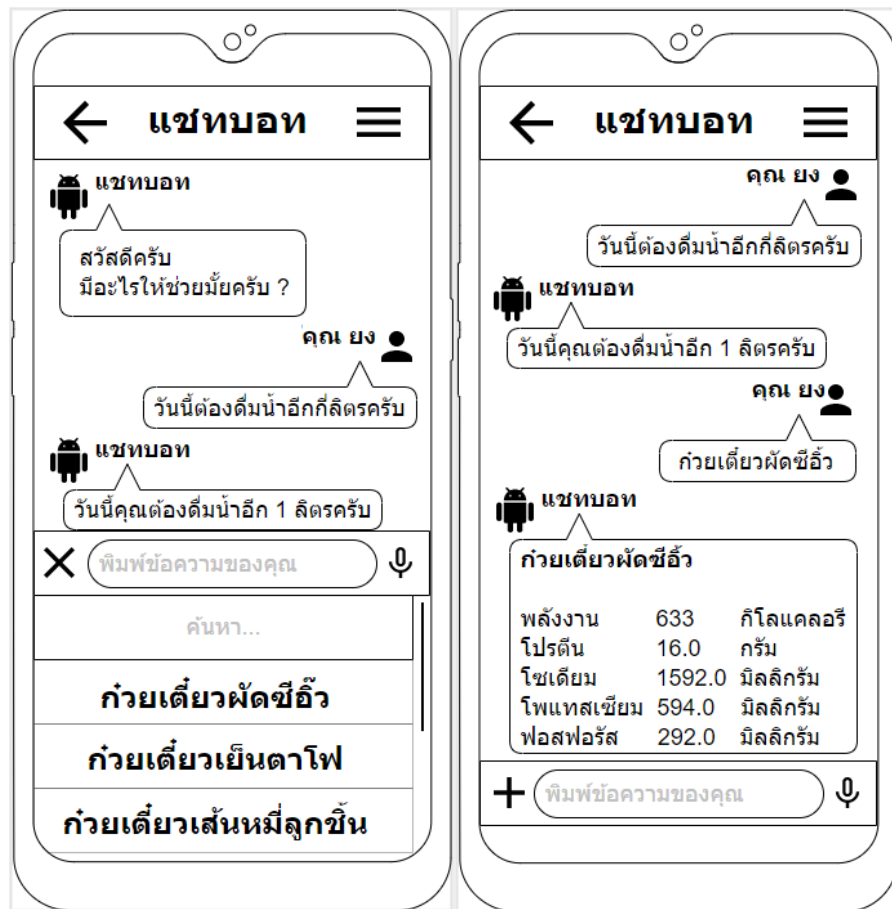 แชทบอท
แชทบอท
สวัสดีครับ
มีอะไรให้ช่วยมั้ยครับ ?
คุณ ยง
วันนี้ต้องดื่มน้ำอีกกี่ลิตรครับ
แชทบอท
วันนี้คุณต้องดื่มน้ำอีก 1 ลิตรครับ
พิมพ์ข้อความของคุณ
ค้นหา...
ก๋วยเตี๋ยวผัดซีอิ๊ว
ก๋วยเตี๋ยวเย็นตาโฟ
ก๋วยเตี๋ยวเส้นหมี่ลูกชิ้น
แชทบอท
คุณ ยง
วันนี้ต้องดื่มน้ำอีกกี่ลิตรครับ
แชทบอท
วันนี้คุณต้องดื่มน้ำอีก 1 ลิตรครับ
คุณ ยง
ก๋วยเตี๋ยวผัดซีอิ้ว
แชทบอท
ก๋วยเตี๋ยวผัดซีอิ้ว
พลังงาน 633 กิโลแคลอรี
โปรตีน 16.0 กรัม
โซเดียม 1592.0 มิลลิกรัม
โพแทสเซียม 594.0 มิลลิกรัม
ฟอสฟอรัส 292.0 มิลลิกรัม
พิมพ์ข้อความของคุณ